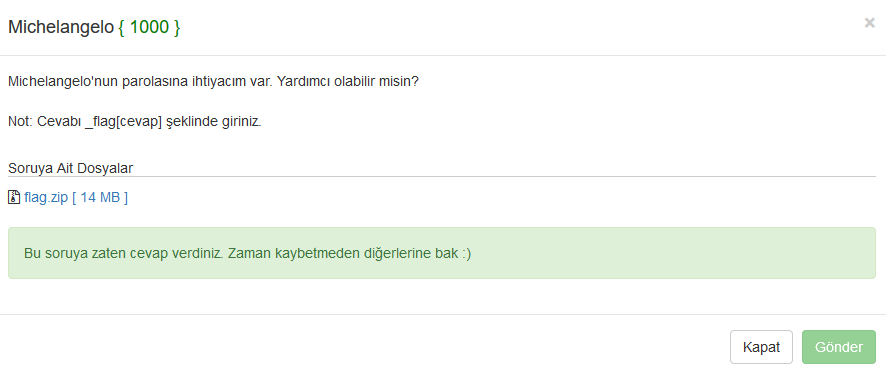 Michelangelo { 1000 }
×
Michelangelo'nun parolasına ihtiyacım var. Yardımcı olabilir misin?
Not: Cevabı _flag[cevap] şeklinde giriniz.
Soruya Ait Dosyalar
flag.zip [ 14 MB ]
Bu soruya zaten cevap verdiniz. Zaman kaybetmeden diğerlerine bak :)
Kapat Gönder